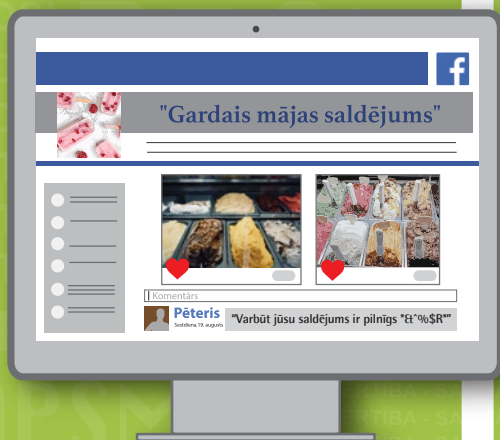 f
"Gardais mājas saldējums"
Komentārs
Pēteris
Sestdiena, 19. augusts
"Varbūt jūsu saldējums ir pilnīgs *&^%$R*"